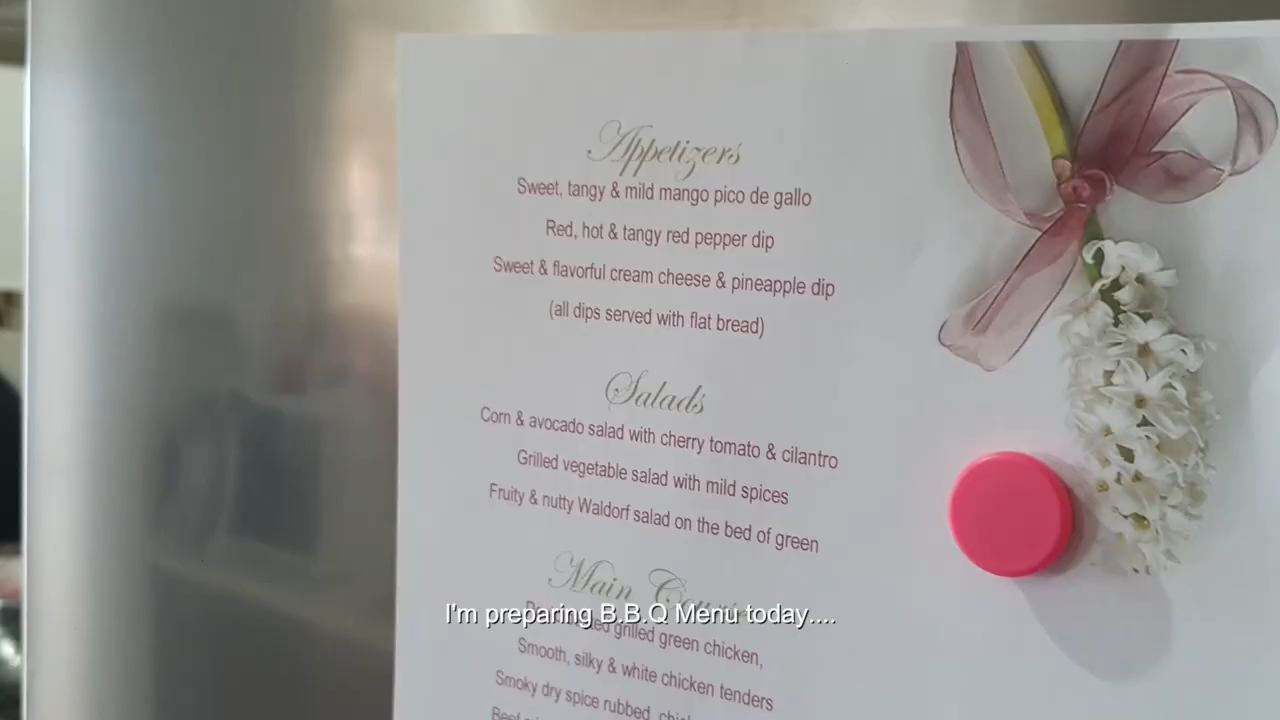 Appetizers
Sweet, tangy & mild mango pico de gallo
Red, hot & tangy red pepper dip
Sweet & flavorful cream cheese & pineapple dip
(all dips served with flat bread)
Salads
Corn & avocado salad with cherry tomato & cilantro
Grilled vegetable salad with mild spices
Fruity & nutty Waldorf salad on the bed of green
Main Course
I'm preparing B.B.Q Menu today....
grilled green chicken,
Smooth, silky & white chicken tenders
Smoky dry spice rubbed,
Beef